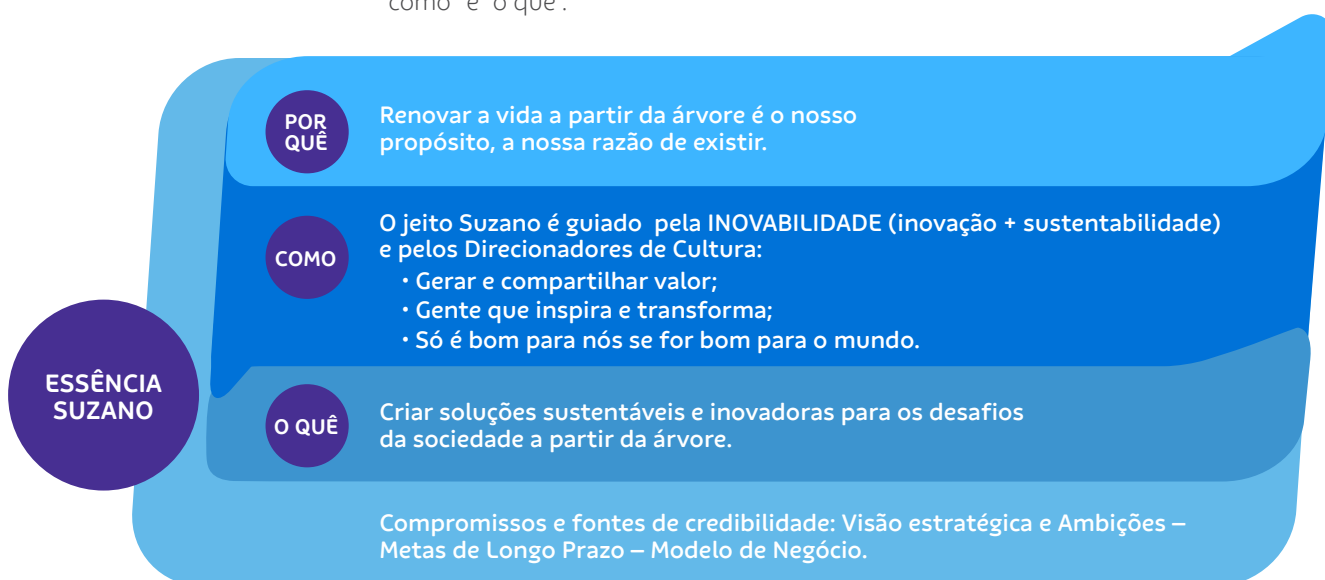 "como" e "o quê".
POR
QUÊ
Renovar a vida a partir da árvore é o nosso
propósito, a nossa razão de existir.
COMO
O jeito Suzano é guiado pela INOVABILIDADE (inovação + sustentabilidade)
e pelos Direcionadores de Cultura:
• Gerar e compartilhar valor;
• Gente que inspira e transforma;
• Só é bom para nós se for bom para o mundo.
ESSÊNCIA
SUZANO
O QUÊ
Criar soluções sustentáveis e inovadoras para os desafios
da sociedade a partir da árvore.
Compromissos e fontes de credibilidade: Visão estratégica e Ambições –
Metas de Longo Prazo – Modelo de Negócio.